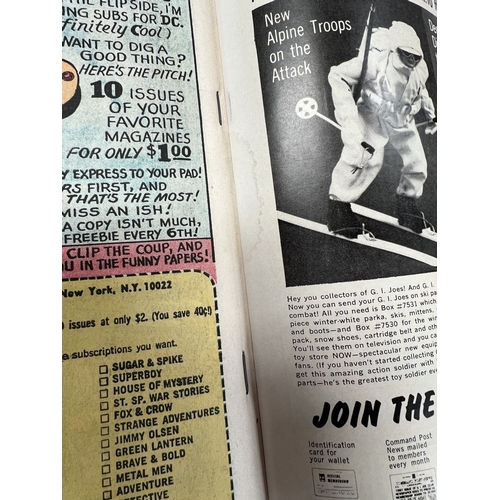 THE FLIP SIDE, I'M
ING SUBS FOR DC.
finitely Cool)
WANT TO DIG A
GOOD THING?
HERE'S THE PITCH!
10 ISSUES
OF YOUR
FAVORITE
MAGAZINES
FOR ONLY $1.00
Y EXPRESS TO YOUR PAD!
RS FIRST, AND
THAT'S THE MOST!
MISS AN ISH!
A COPY ISN'T MUCH,
FREEBIE EVERY 6TH!
CLIP THE COUP, AND
U IN THE FUNNY PAPERS!
New York, N.Y. 10022
0 issues at only $2. (You save 40¢!)
e subscriptions you want.
SUGAR & SPIKE
SUPERBOY
HOUSE OF MYSTERY
ST. SP. WAR STORIES
FOX & CROW
STRANGE ADVENTURES
JIMMY OLSEN
GREEN LANTERN
BRAVE & BOLD
METAL MEN
ADVENTURE
DETECTIVE
New
Alpine Troops
on the
Attack
Hey you collectors of G. I. Joes! And G. I.
Now you can send your G. I. Joes on ski pa
combat! All you need is Box #7531 which
piece winter-white parka, skis, mittens,
and boots—and Box #7530 for the win
pack, snow shoes, cartridge belt and othe
You'll see them on television and you ca
toy store NOW—spectacular new equip
fans. (If you haven't started collecting
get this amazing action soldier with
parts—he's the greatest toy soldier eve
JOIN THE
Identification
card for
your wallet
Command Post
News mailed
to members
every month